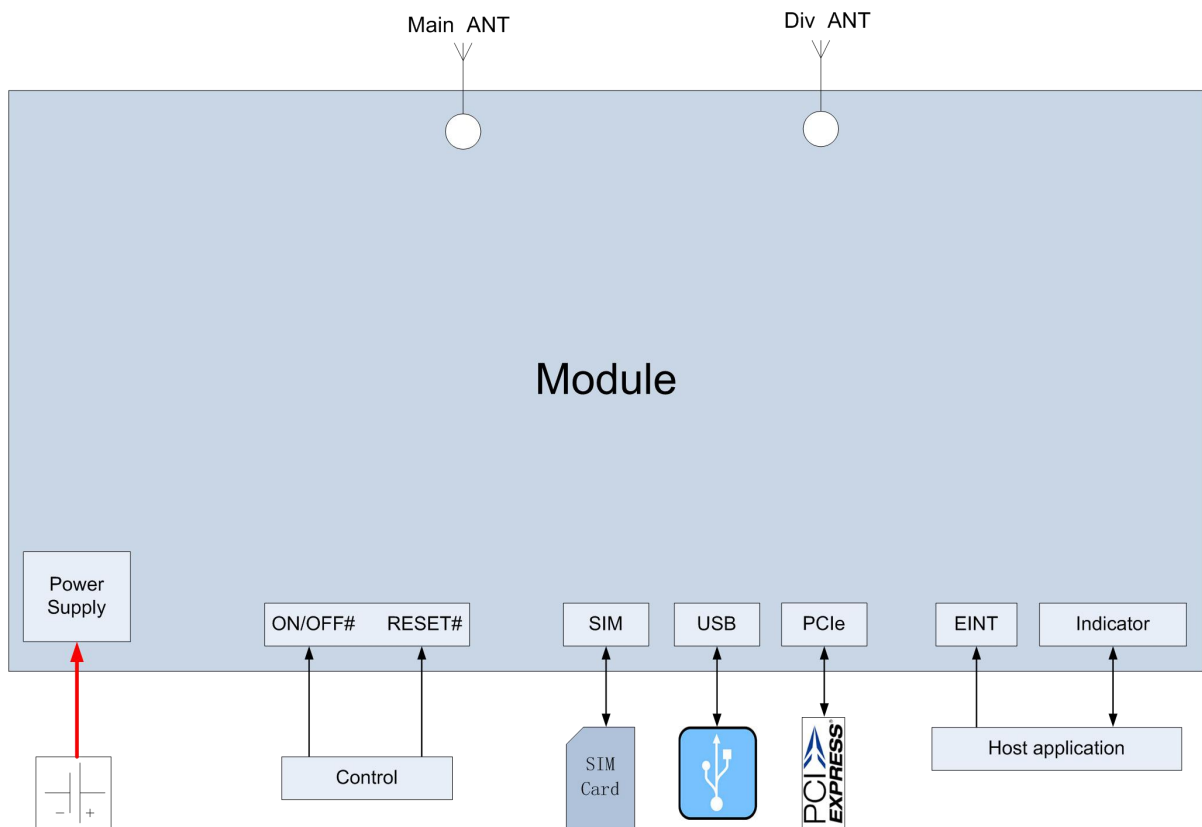 Main ANT
Div ANT
Module
Power
Supply
ON/OFF# RESET#
SIM
USB
PCIe
EINT
Indicator
Control
SIM
Card
PCI
EXPRESS®
Host application
- +